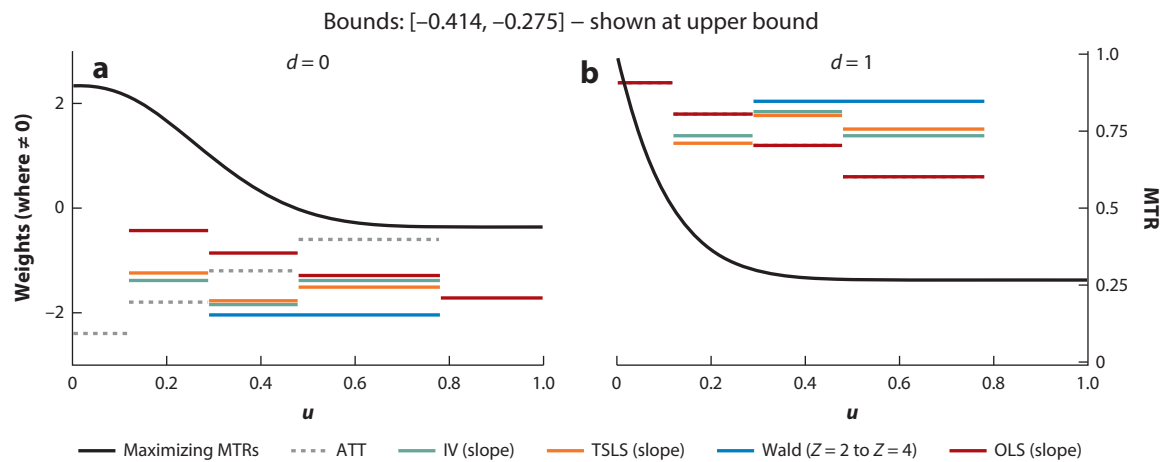 Bounds: [–0.414, –0.275] – shown at upper bound
a
d = 0
b
d = 1
Weights (where ≠ 0)
2
0
–2
1.0
0.75
0.5
0.25
0
MTR
0 0.2 0.4 0.6 0.8 1.0
0 0.2 0.4 0.6 0.8 1.0
u
u
Maximizing MTRs ATT IV (slope) TSLS (slope) Wald (Z = 2 to Z = 4) OLS (slope)